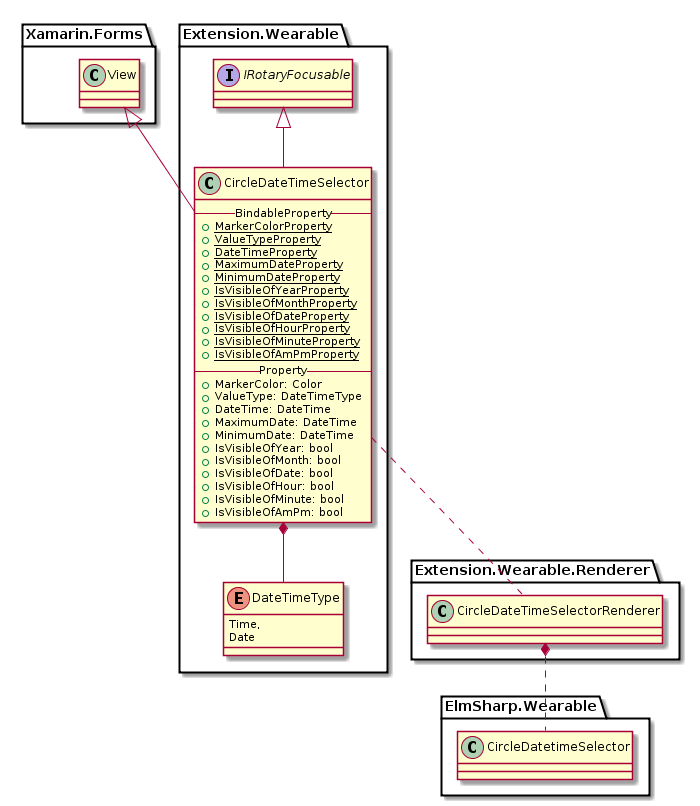 Xamarin.Forms
C View
Extension.Wearable
I IRotaryFocusable
C CircleDateTimeSelector
BindableProperty
MarkerColorProperty
ValueTypeProperty
DateTimeProperty
MaximumDateProperty
MinimumDateProperty
IsVisibleOfYearProperty
IsVisibleOfMonthProperty
IsVisibleOfDateProperty
IsVisibleOfHourProperty
IsVisibleOfMinuteProperty
IsVisibleOfAmPmProperty
Property
MarkerColor: Color
ValueType: DateTimeType
DateTime: DateTime
MaximumDate: DateTime
MinimumDate: DateTime
IsVisibleOfYear: bool
IsVisibleOfMonth: bool
IsVisibleOfDate: bool
IsVisibleOfHour: bool
IsVisibleOfMinute: bool
IsVisibleOfAmPm: bool
E DateTimeType
Time,
Date
Extension.Wearable.Renderer
C CircleDateTimeSelectorRenderer
ElmSharp.Wearable
C CircleDatetimeSelector